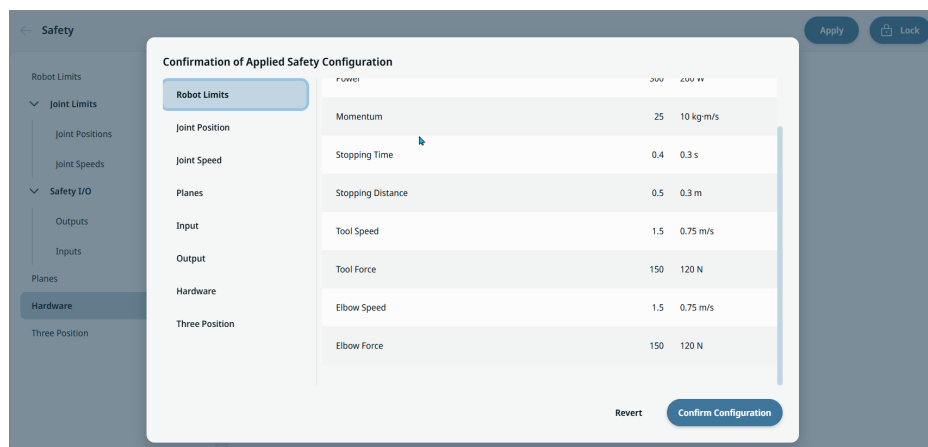 Safety
Apply
Lock
Robot Limits
Joint Limits
Joint Positions
Joint Speeds
Safety I/O
Outputs
Inputs
Planes
Hardware
Three Position
Confirmation of Applied Safety Configuration
Robot Limits
Joint Position
Joint Speed
Planes
Input
Output
Hardware
Three Position
Power 300 200 W
Momentum 25 10 kg·m/s
Stopping Time 0.4 0.3 s
Stopping Distance 0.5 0.3 m
Tool Speed 1.5 0.75 m/s
Tool Force 150 120 N
Elbow Speed 1.5 0.75 m/s
Elbow Force 150 120 N
Revert
Confirm Configuration